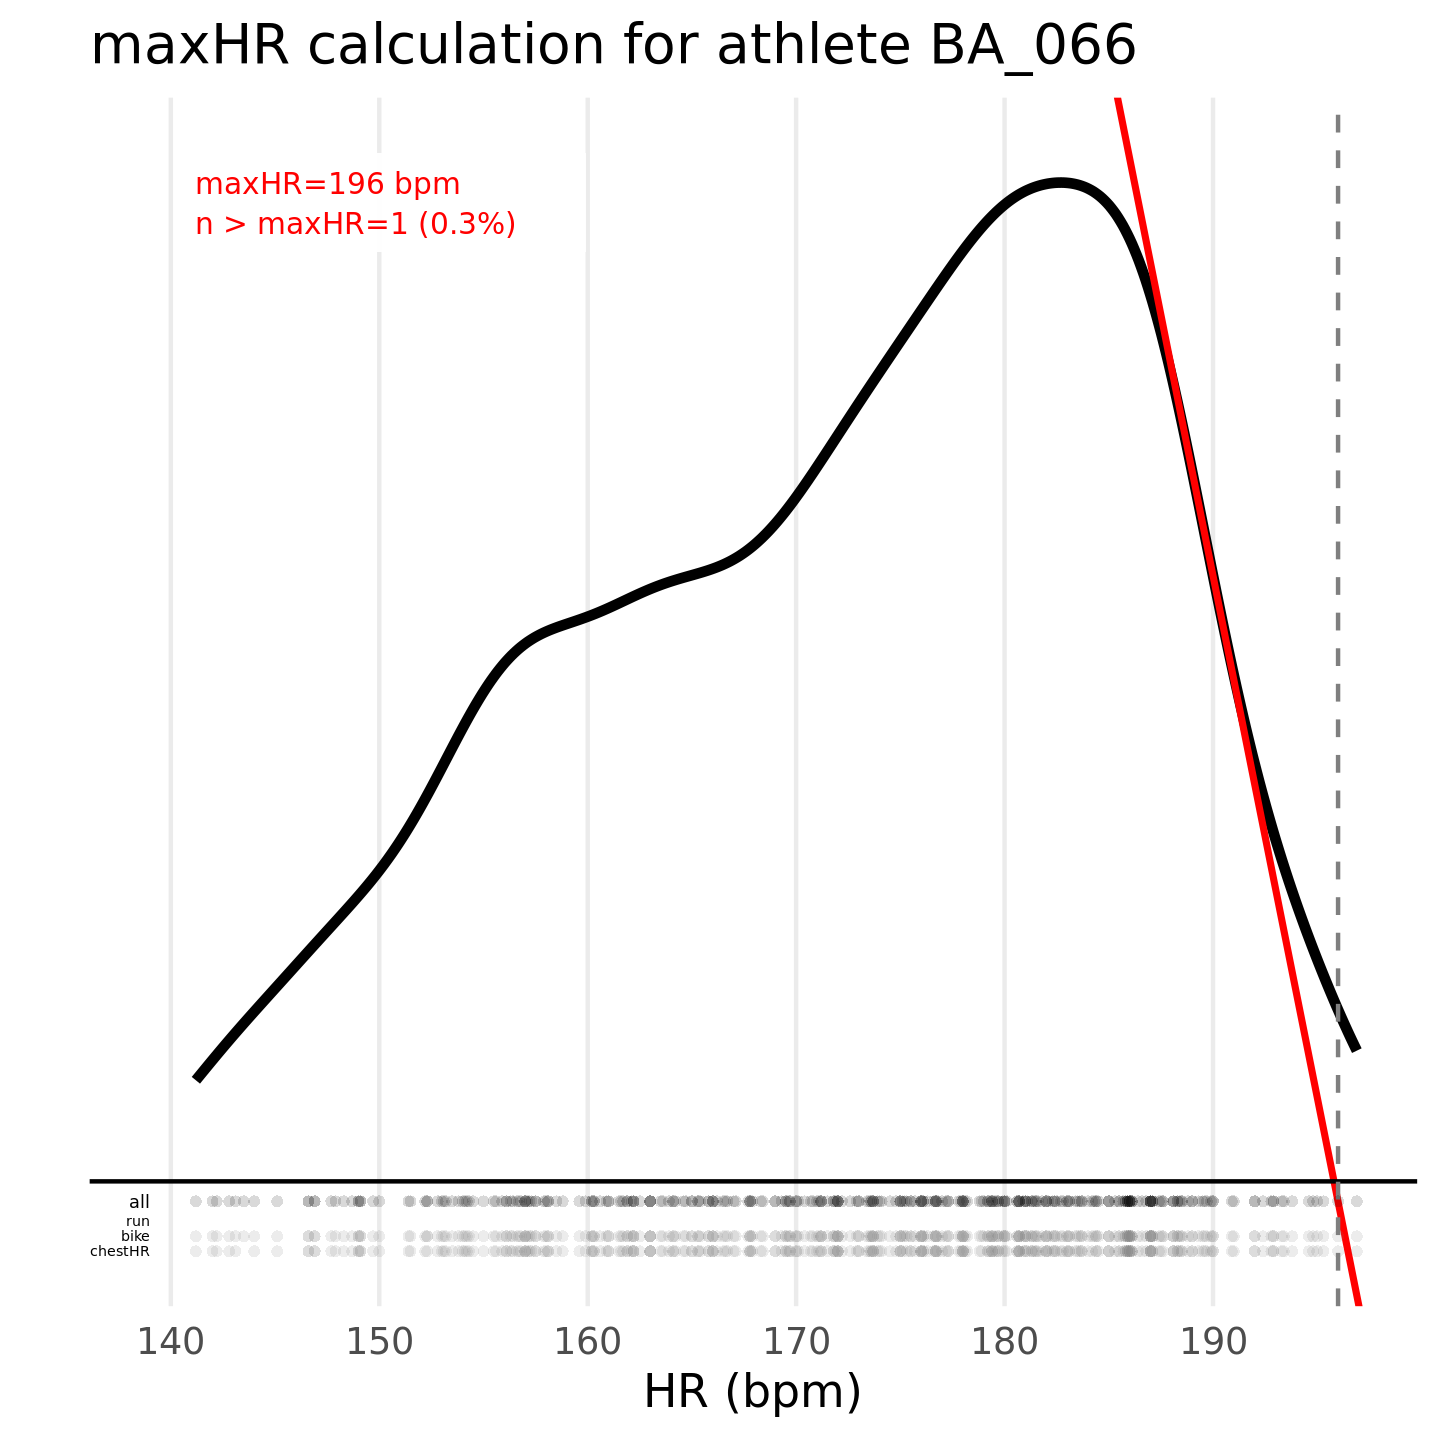 maxHR calculation for athlete BA_066
maxHR=196 bpm
n > maxHR=1 (0.3%)
all
run
bike
chestHR
140 150 160 170 180 190
HR (bpm)